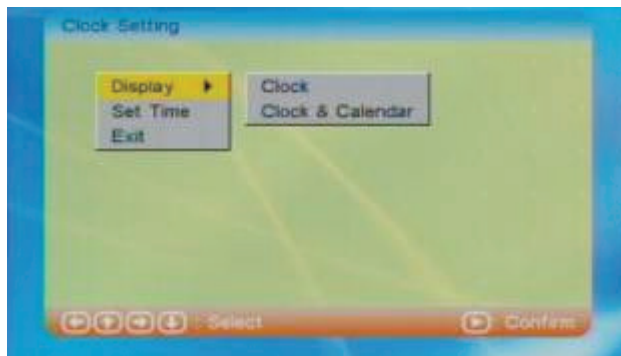 Clock Setting
Display
Clock
Set Time
Clock & Calendar
Exit
: Select
: Confirm